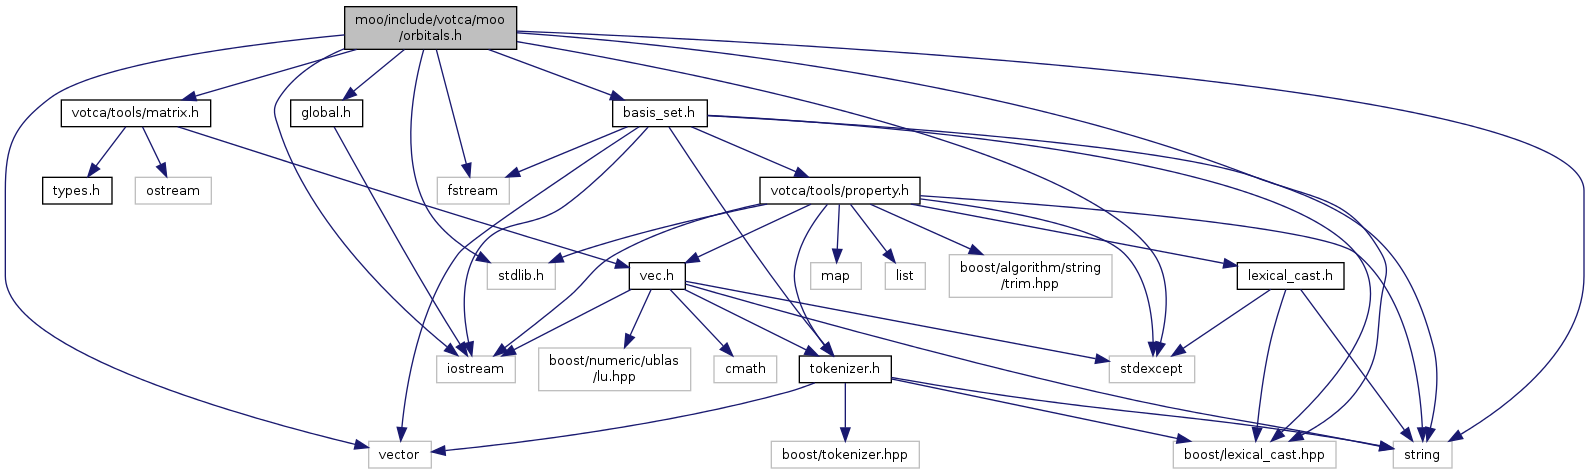 moo/include/votca/moo
/orbitals.h
votca/tools/matrix.h
global.h
basis_set.h
types.h
ostream
fstream
votca/tools/property.h
stdlib.h
vec.h
map
list
boost/algorithm/string
/trim.hpp
lexical_cast.h
iostream
boost/numeric/ublas
/lu.hpp
cmath
tokenizer.h
stdexcept
vector
boost/tokenizer.hpp
boost/lexical_cast.hpp
string